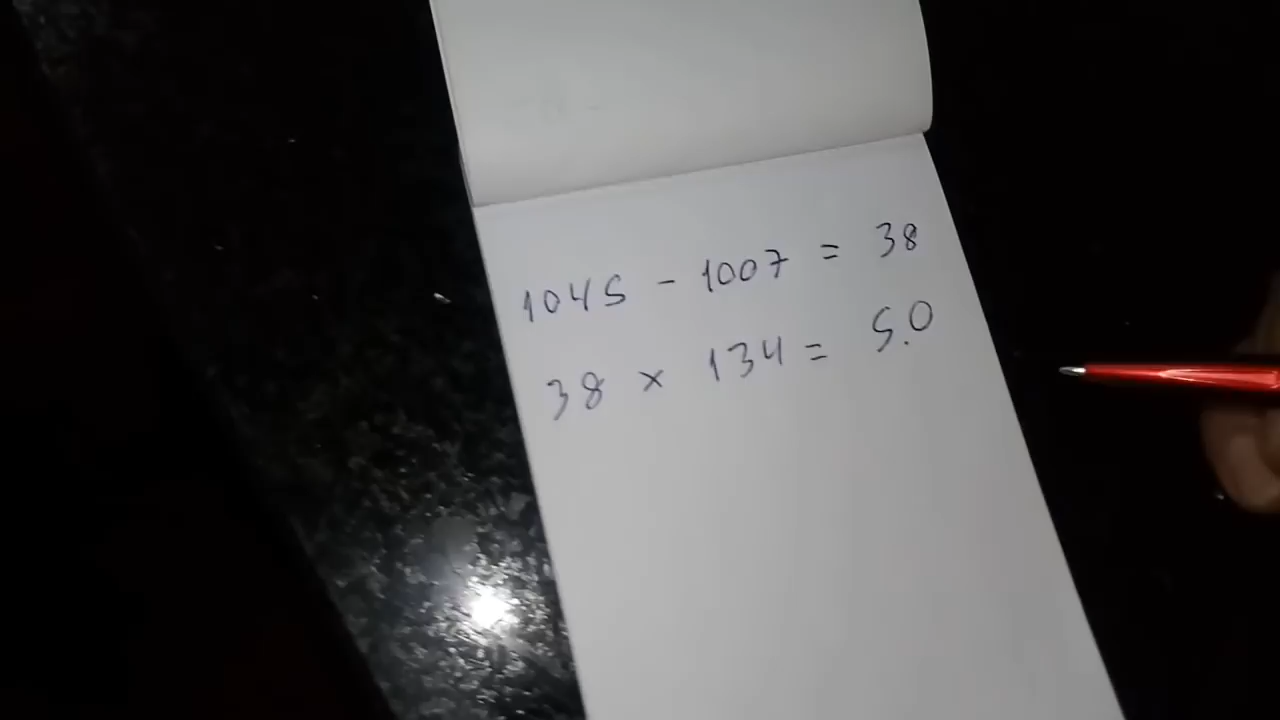 1045 - 1007 = 38
38 x 134 = 5.0